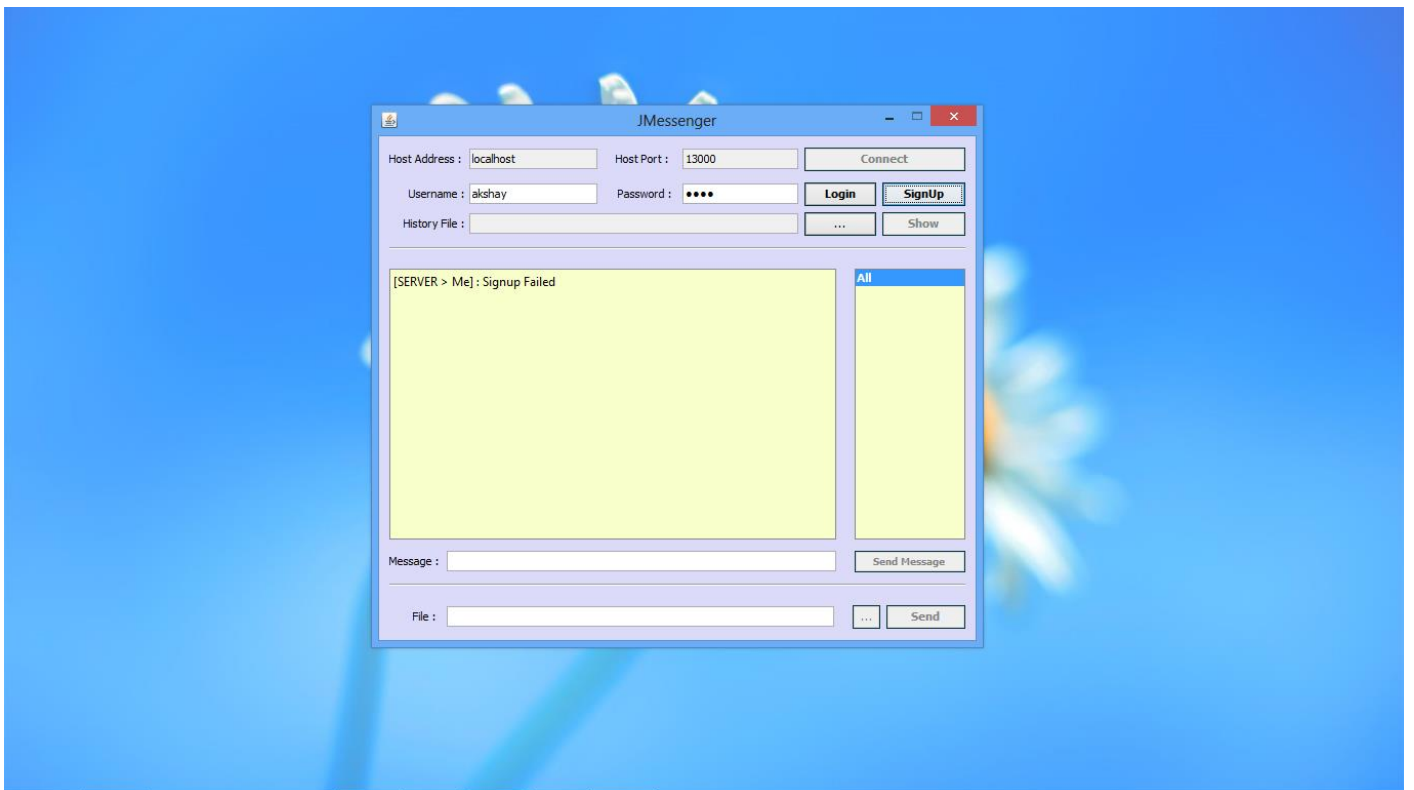 JMessenger
Host Address : localhost Host Port : 13000 Connect
Username : akshay Password : •••• Login SignUp
History File : ... Show
[SERVER > Me] : Signup Failed All
Message : Send Message
File : ... Send